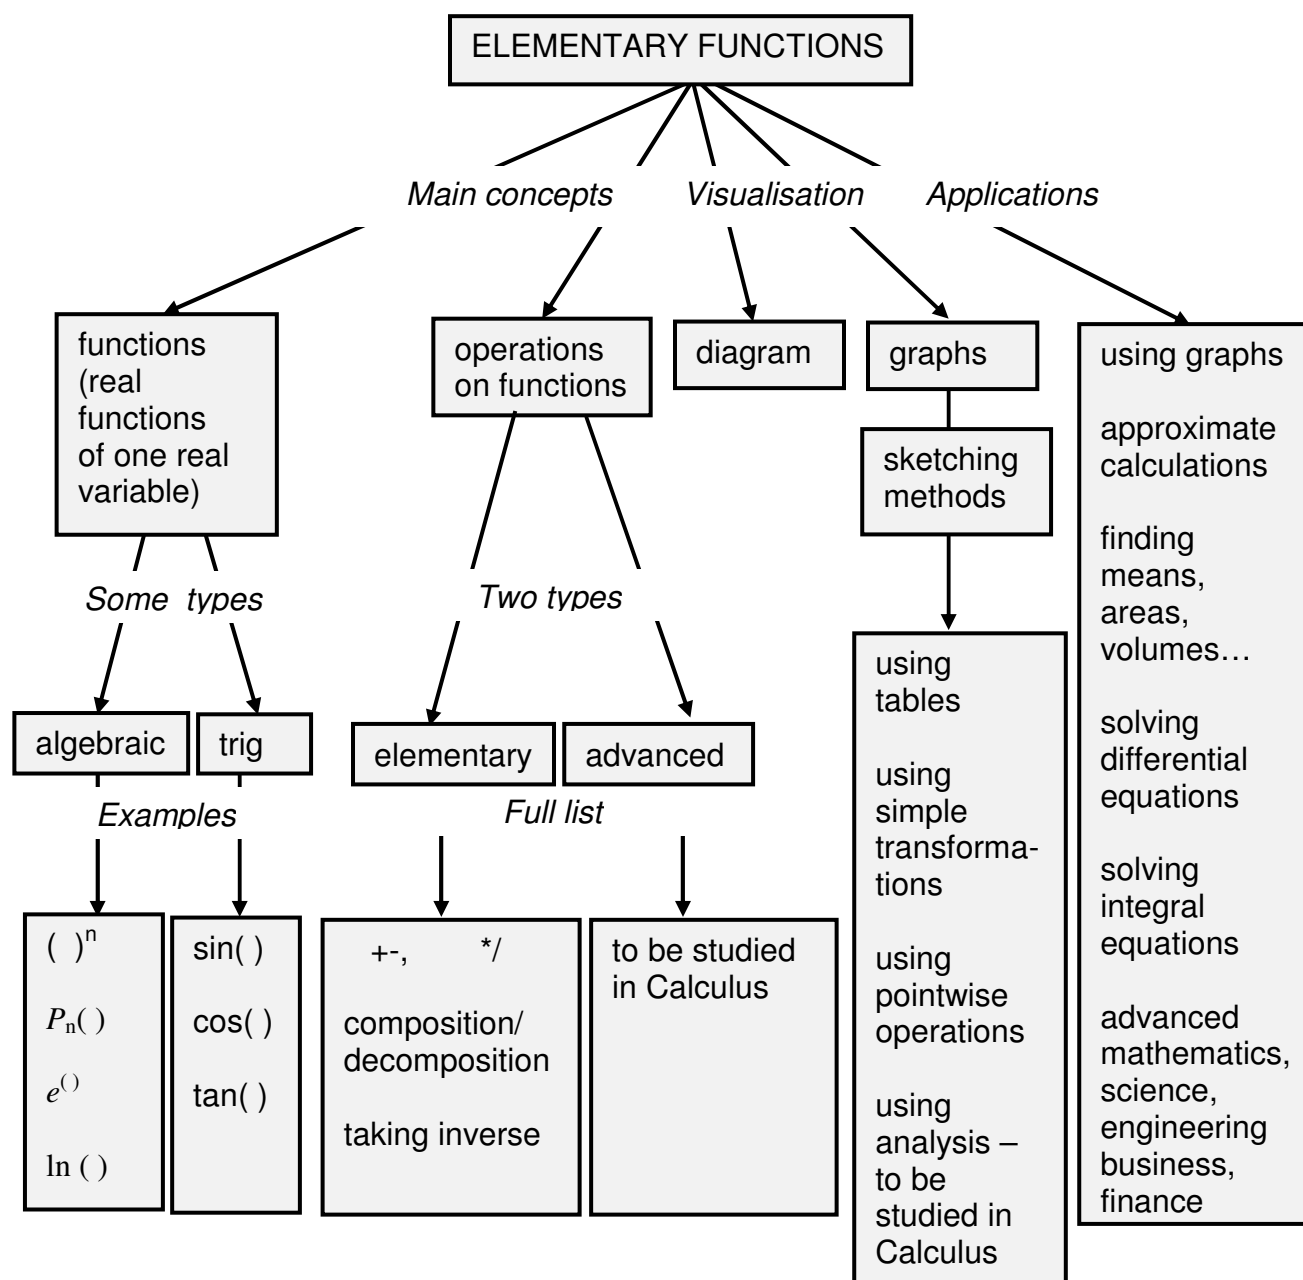 ELEMENTARY FUNCTIONS
Main concepts
Visualisation
Applications
functions
(real
functions
of one real
variable)
operations
on functions
diagram
graphs
sketching
methods
using graphs
approximate
calculations
finding
means,
areas,
volumes…
solving
differential
equations
solving
integral
equations
advanced
mathematics,
science,
engineering
business,
finance
Some types
Two types
algebraic
trig
elementary
advanced
using
tables
using
simple
transforma-
tions
using
pointwise
operations
using
analysis –
to be
studied in
Calculus
Examples
Full list
( )ⁿ
Pₙ( )
e^( )
ln ( )
sin( )
cos( )
tan( )
+-, */
composition/
decomposition
taking inverse
to be studied
in Calculus